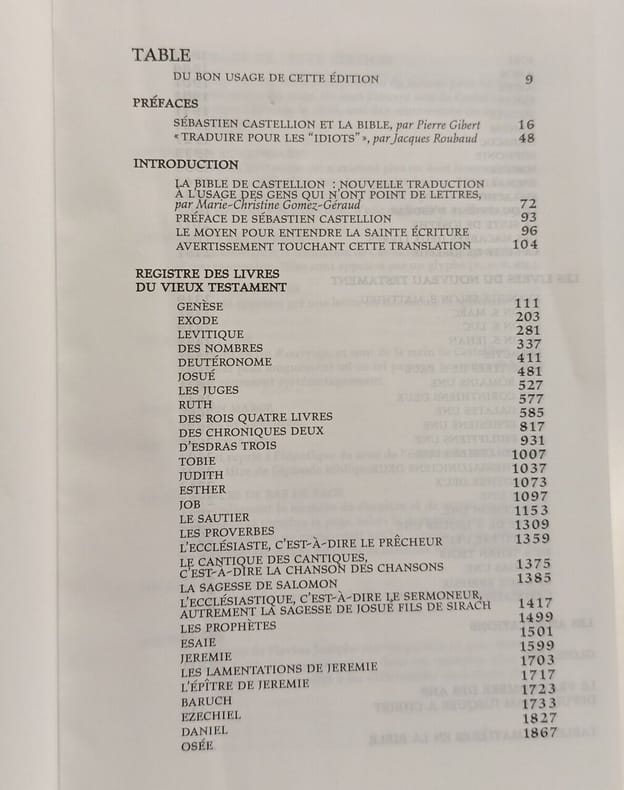 TABLE
DU BON USAGE DE CETTE ÉDITION 9
PRÉFACES
SÉBASTIEN CASTELLION ET LA BIBLE, par Pierre Gibert 16
« TRADUIRE POUR LES "IDIOTS" », par Jacques Roubaud 48
INTRODUCTION
LA BIBLE DE CASTELLION : NOUVELLE TRADUCTION
À L'USAGE DES GENS QUI N'ONT POINT DE LETTRES,
par Marie-Christine Gomez-Géraud 72
PRÉFACE DE SÉBASTIEN CASTELLION 93
LE MOYEN POUR ENTENDRE LA SAINTE ÉCRITURE 96
AVERTISSEMENT TOUCHANT CETTE TRANSLATION 104
REGISTRE DES LIVRES
DU VIEUX TESTAMENT
GENÈSE 111
EXODE 203
LEVITIQUE 281
DES NOMBRES 337
DEUTÉRONOME 411
JOSUÉ 481
LES JUGES 527
RUTH 577
DES ROIS QUATRE LIVRES 585
DES CHRONIQUES DEUX 817
D'ESDRAS TROIS 931
TOBIE 1007
JUDITH 1037
ESTHER 1073
JOB 1097
LE SAUTIER 1153
LES PROVERBES 1309
L'ECCLÉSIASTE, C'EST-À-DIRE LE PRÊCHEUR 1359
LE CANTIQUE DES CANTIQUES,
C'EST-À-DIRE LA CHANSON DES CHANSONS 1375
LA SAGESSE DE SALOMON 1385
L'ECCLÉSIASTIQUE, C'EST-À-DIRE LE SERMONEUR,
AUTREMENT LA SAGESSE DE JOSUÉ FILS DE SIRACH 1417
LES PROPHÈTES 1499
ESAIE 1501
JEREMIE 1599
LES LAMENTATIONS DE JEREMIE 1703
L'ÉPÎTRE DE JEREMIE 1717
BARUCH 1723
EZECHIEL 1733
DANIEL 1827
OSÉE 1867